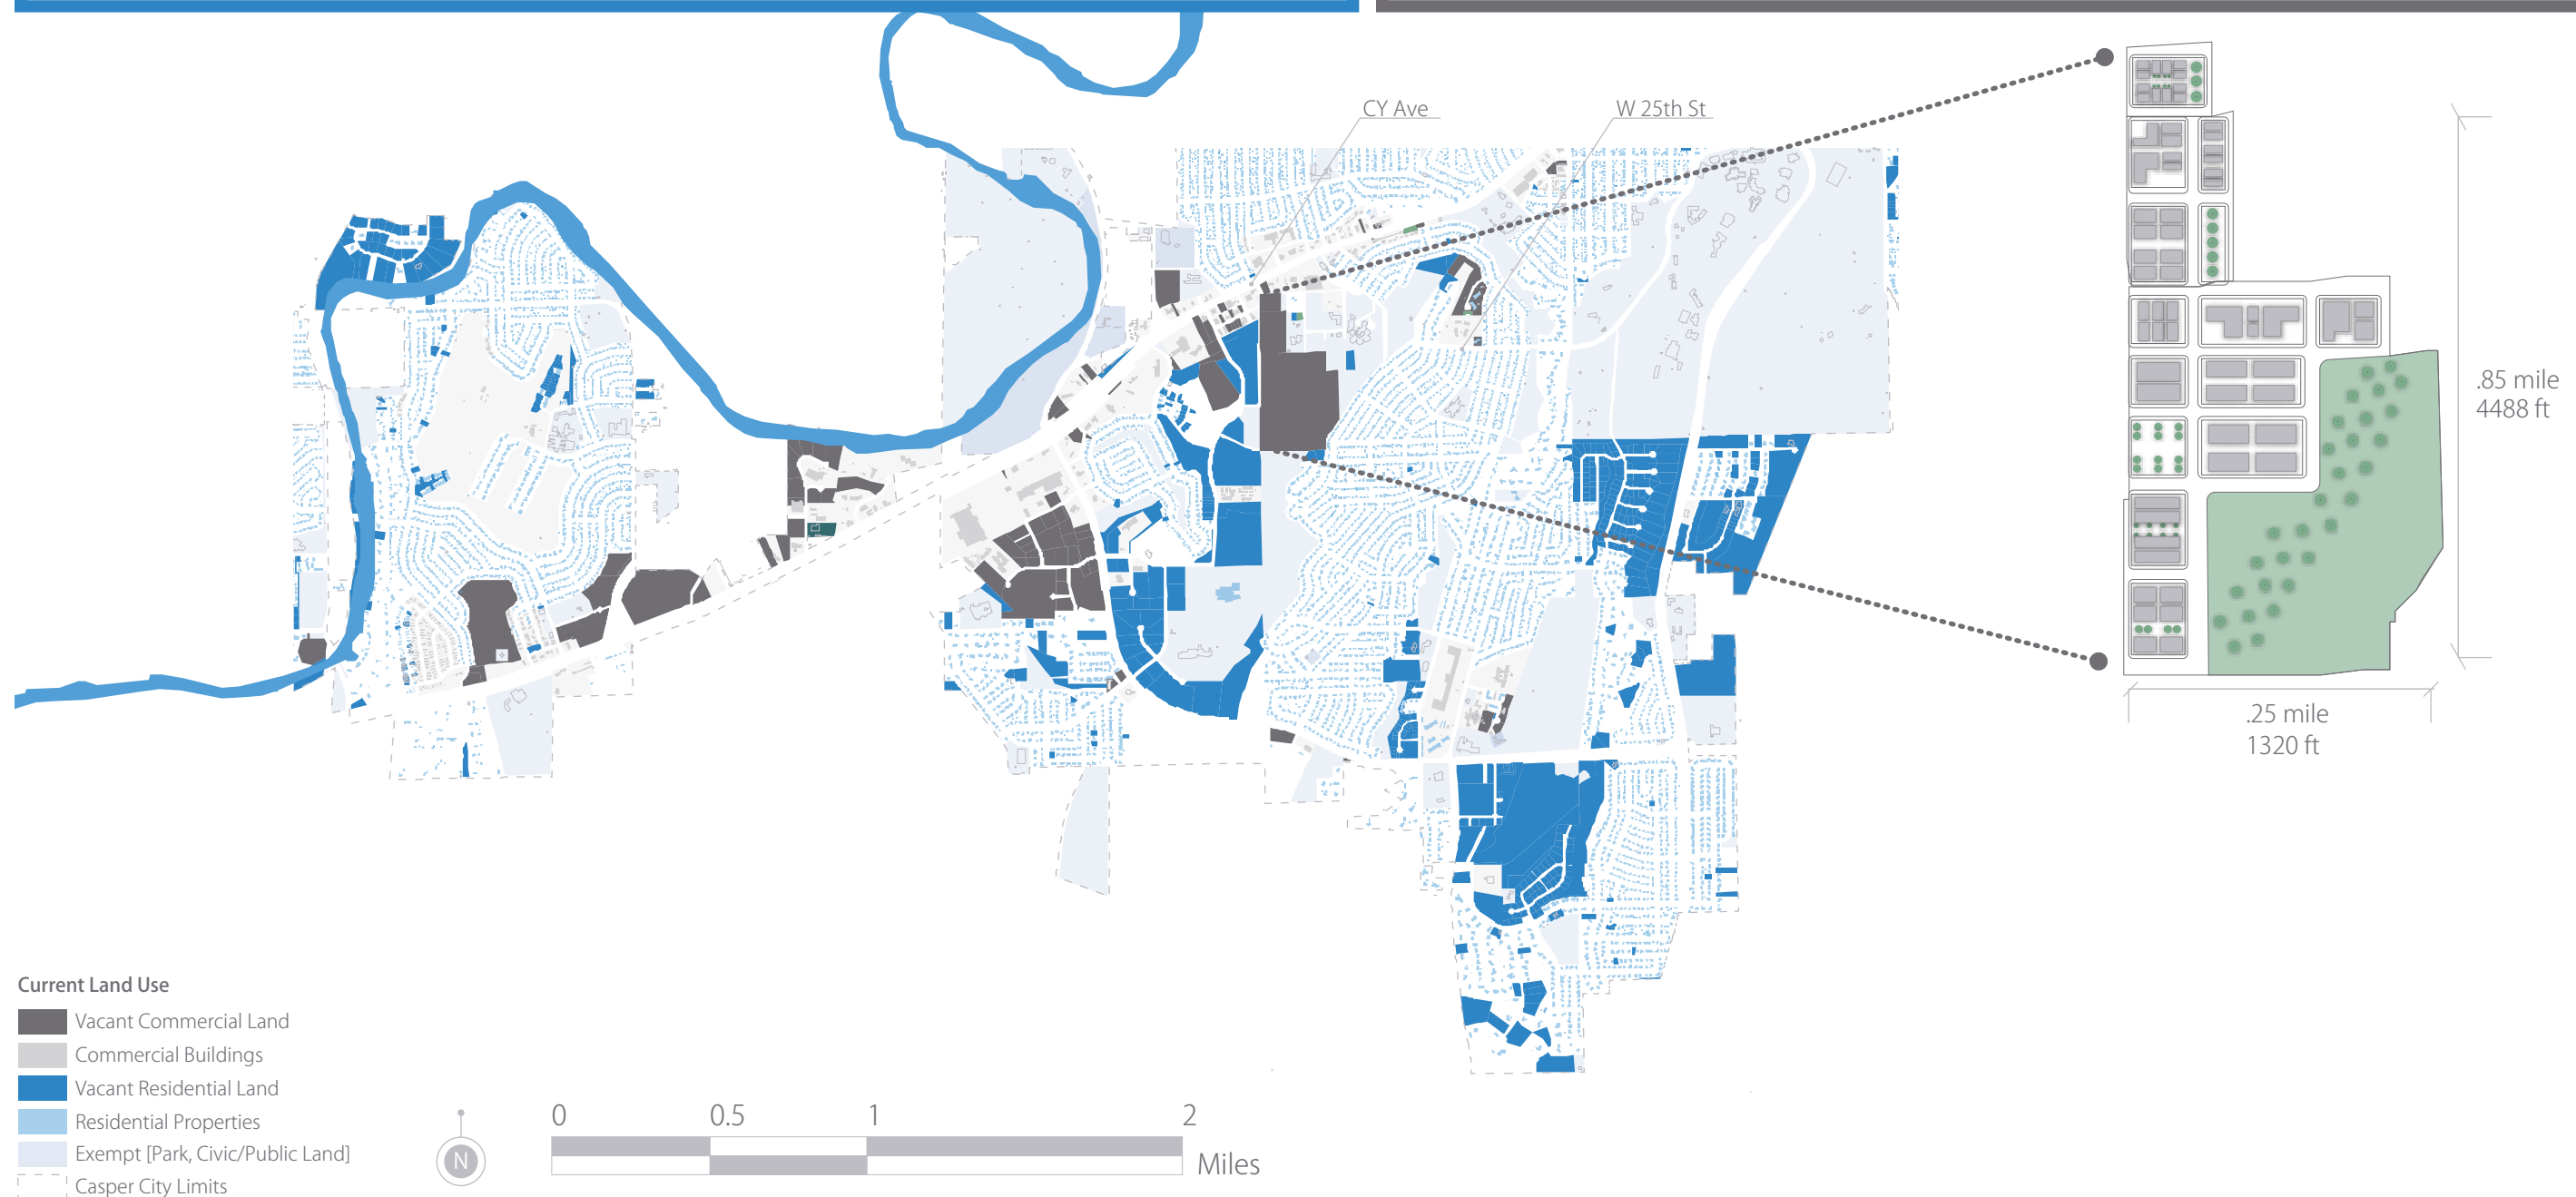 CY Ave
W 25th St
.85 mile
4488 ft
.25 mile
1320 ft
Current Land Use
Vacant Commercial Land
Commercial Buildings
Vacant Residential Land
Residential Properties
Exempt [Park, Civic/Public Land]
Casper City Limits
N
0 0.5 1 2
Miles